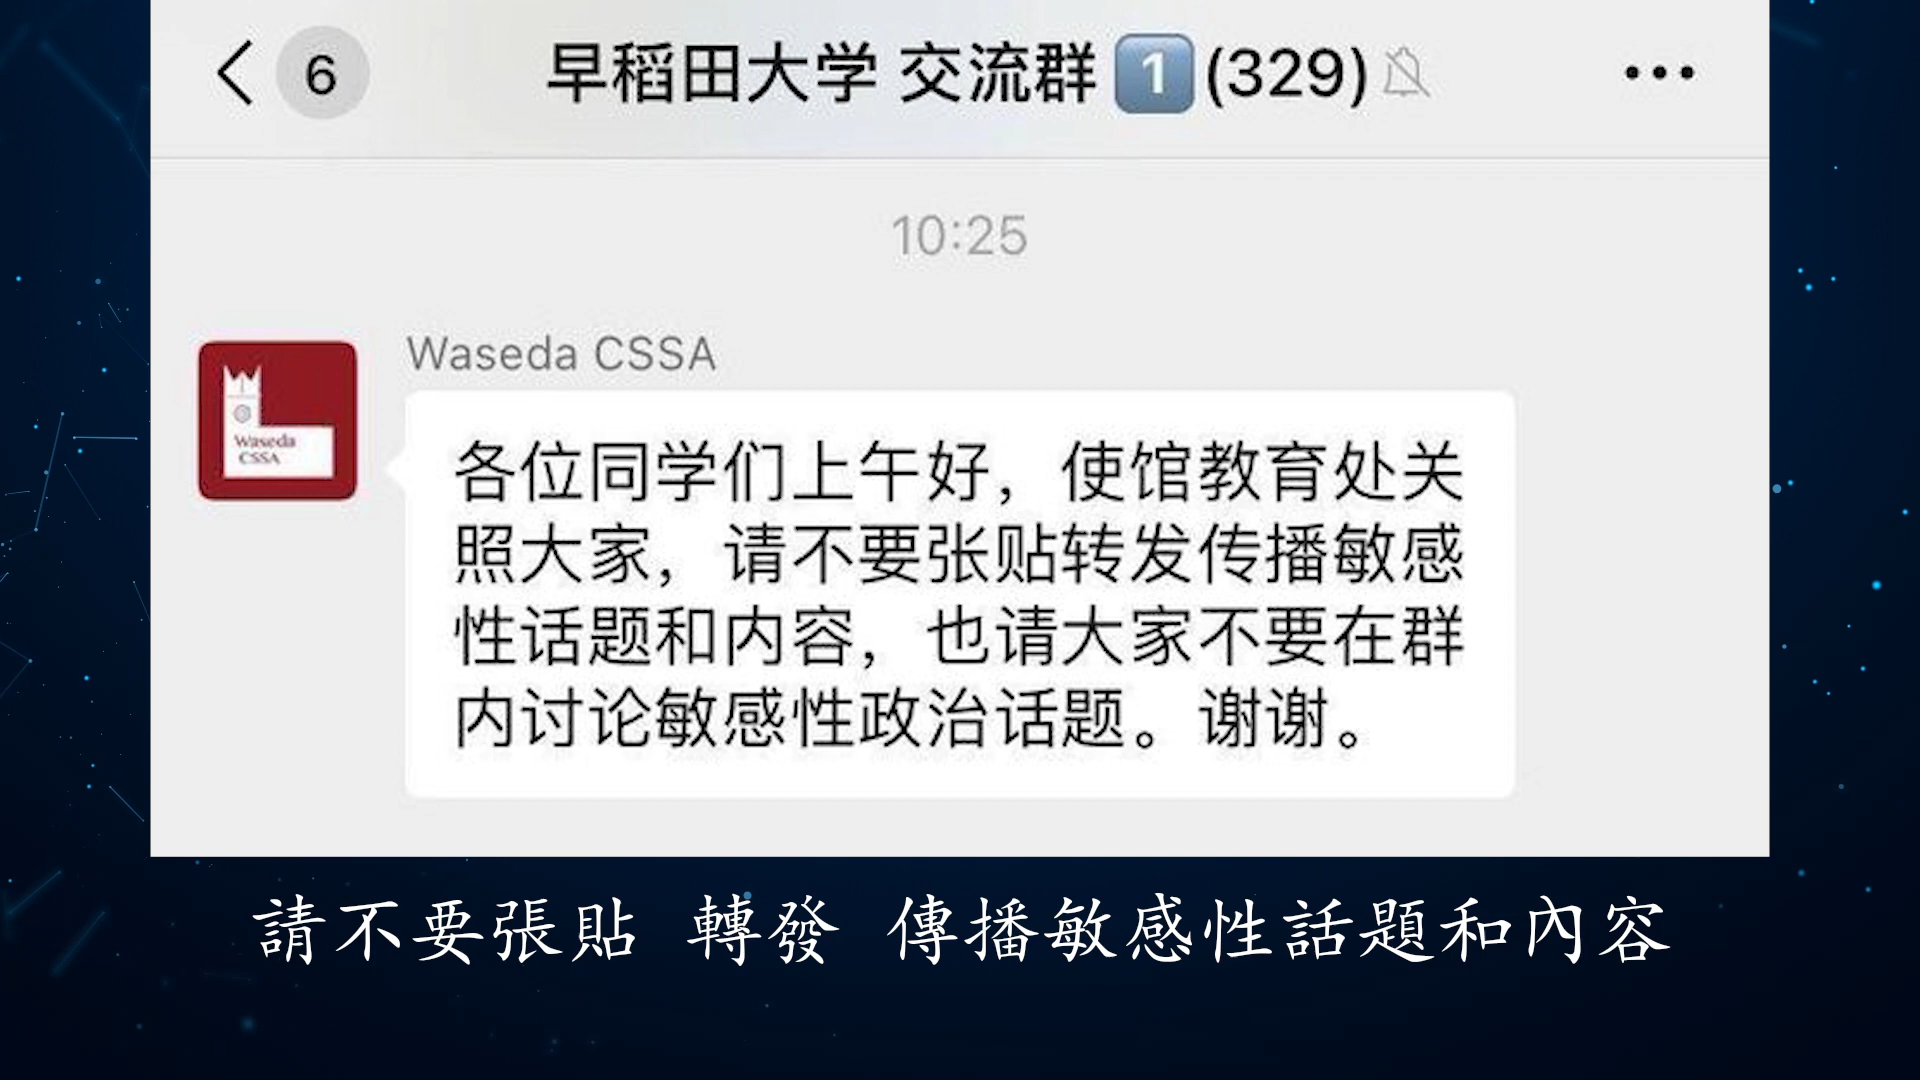 6
早稻田大学 交流群 1 (329)
10:25
Waseda CSSA
Waseda
CSSA
各位同学们上午好，使馆教育处关
照大家，请不要张贴转发传播敏感
性话题和内容，也请大家不要在群
内讨论敏感性政治话题。谢谢。
請不要張貼 轉發 傳播敏感性話題和內容